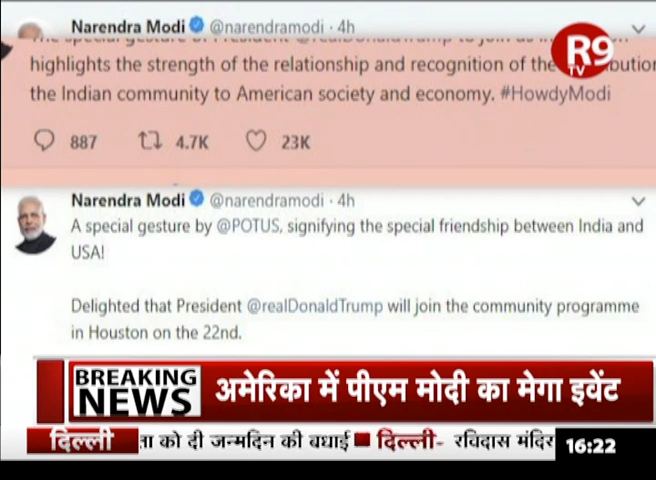 Narendra Modi @narendramodi · 4h
highlights the strength of the relationship and recognition of the
the Indian community to American society and economy. #HowdyModi
887 4.7K 23K
R9
TV
Narendra Modi @narendramodi · 4h
A special gesture by @POTUS, signifying the special friendship between India and
USA!
Delighted that President @realDonaldTrump will join the community programme
in Houston on the 22nd.
BREAKING
NEWS
अमेरिका में पीएम मोदी का मेगा इवेंट
दिल्ली
को दी जन्मदिन की बधाई दिल्ली- रविदास मंदिर
16:22